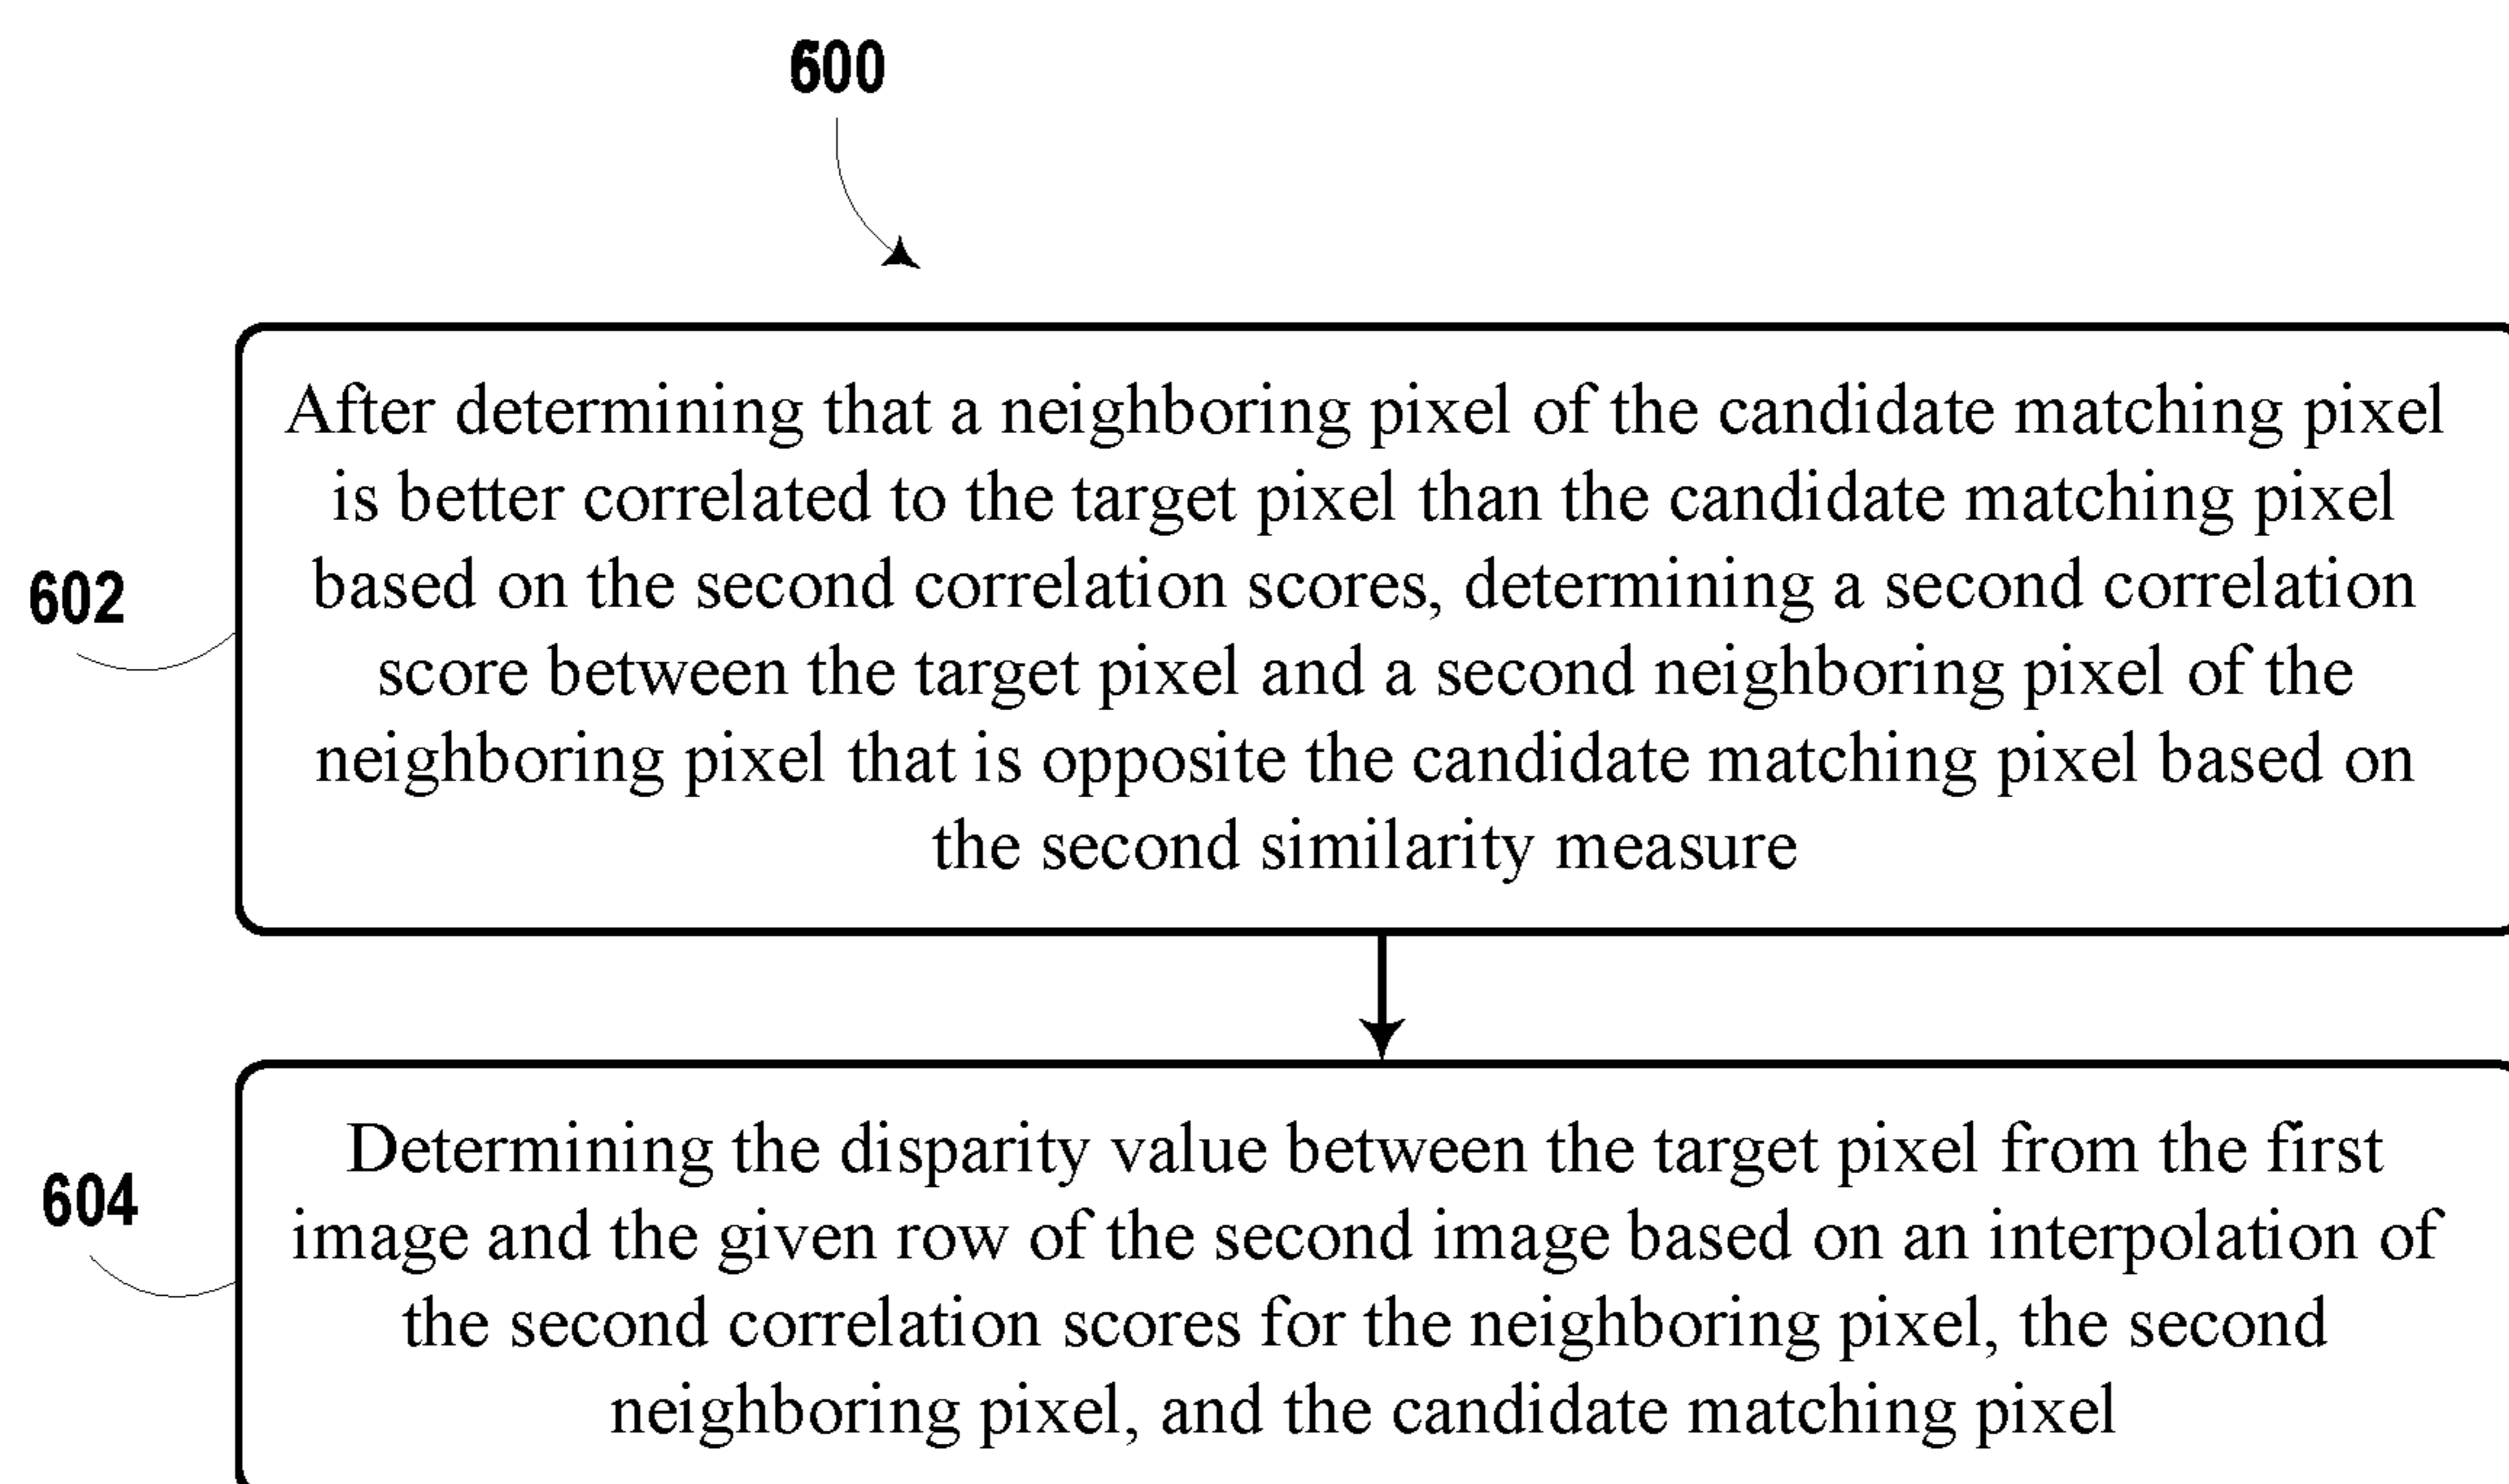 600
After determining that a neighboring pixel of the candidate matching pixel
is better correlated to the target pixel than the candidate matching pixel
based on the second correlation scores, determining a second correlation
score between the target pixel and a second neighboring pixel of the
neighboring pixel that is opposite the candidate matching pixel based on
the second similarity measure
602
Determining the disparity value between the target pixel from the first
image and the given row of the second image based on an interpolation of
the second correlation scores for the neighboring pixel, the second
neighboring pixel, and the candidate matching pixel
604